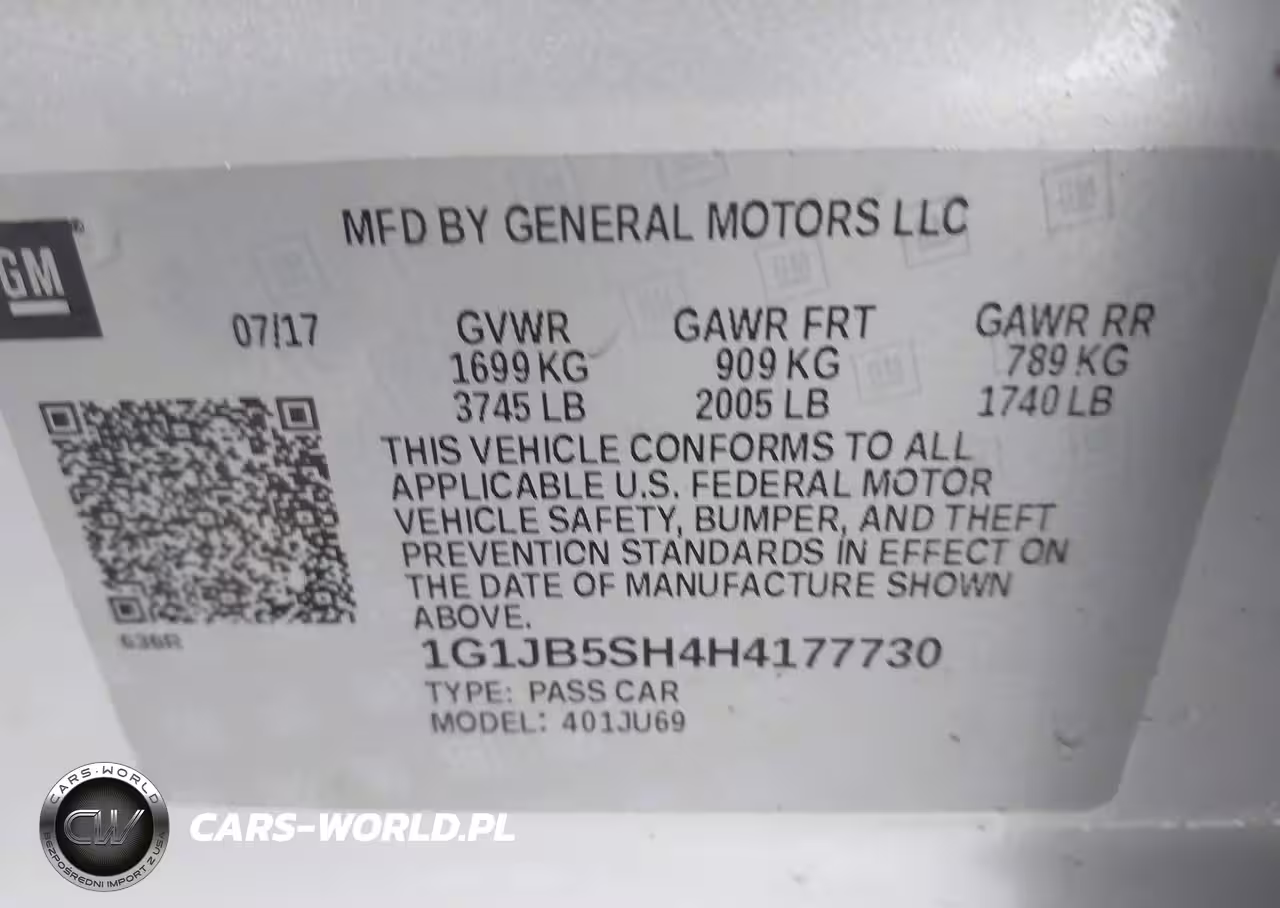 MFD BY GENERAL MOTORS LLC
GM
07/17
GVWR
1699 KG
3745 LB
GAWR FRT
909 KG
2005 LB
GAWR RR
789 KG
1740 LB
THIS VEHICLE CONFORMS TO ALL
APPLICABLE U.S. FEDERAL MOTOR
VEHICLE SAFETY, BUMPER, AND THEFT
PREVENTION STANDARDS IN EFFECT ON
THE DATE OF MANUFACTURE SHOWN
ABOVE.
636R
1G1JB5SH4H4177730
TYPE: PASS CAR
MODEL: 401JU69
CARS-WORLD
CW
BEZPOŚREDNI IMPORT Z USA
CARS-WORLD.PL